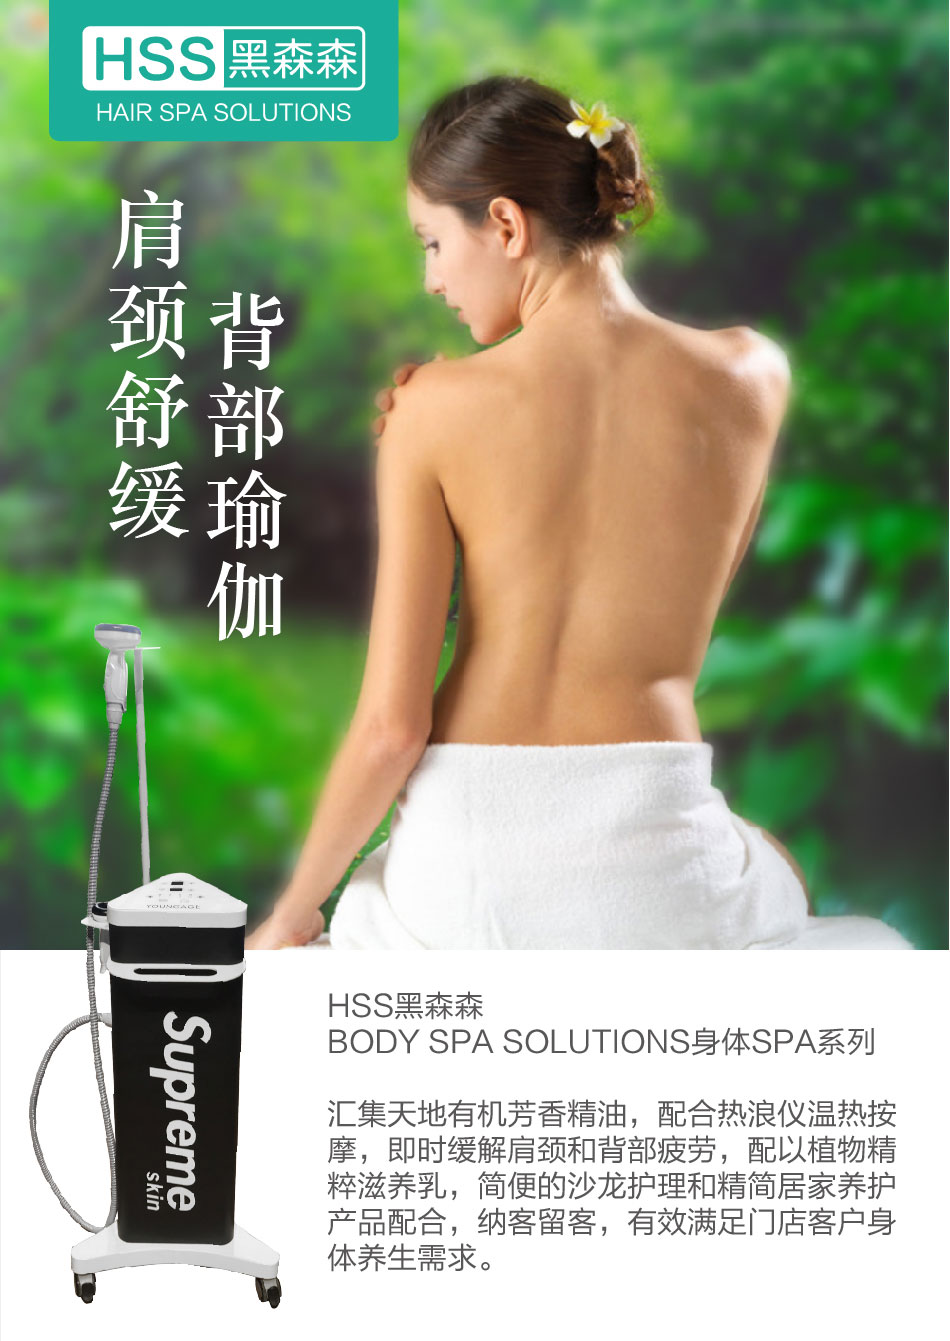 HSS 黑森森
HAIR SPA SOLUTIONS
肩颈舒缓
背部瑜伽
YOUNGAGE
Supreme
skin
HSS黑森森
BODY SPA SOLUTIONS身体SPA系列
汇集天地有机芳香精油，配合热浪仪温热按
摩，即时缓解肩颈和背部疲劳，配以植物精
粹滋养乳，简便的沙龙护理和精简居家养护
产品配合，纳客留客，有效满足门店客户身
体养生需求。